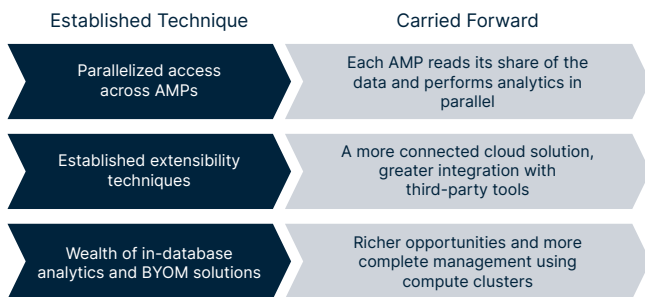 Established Technique
Carried Forward
Parallelized access
across AMPs
Each AMP reads its share of the
data and performs analytics in
parallel
Established extensibility
techniques
A more connected cloud solution,
greater integration with
third-party tools
Wealth of in-database
analytics and BYOM solutions
Richer opportunities and more
complete management using
compute clusters